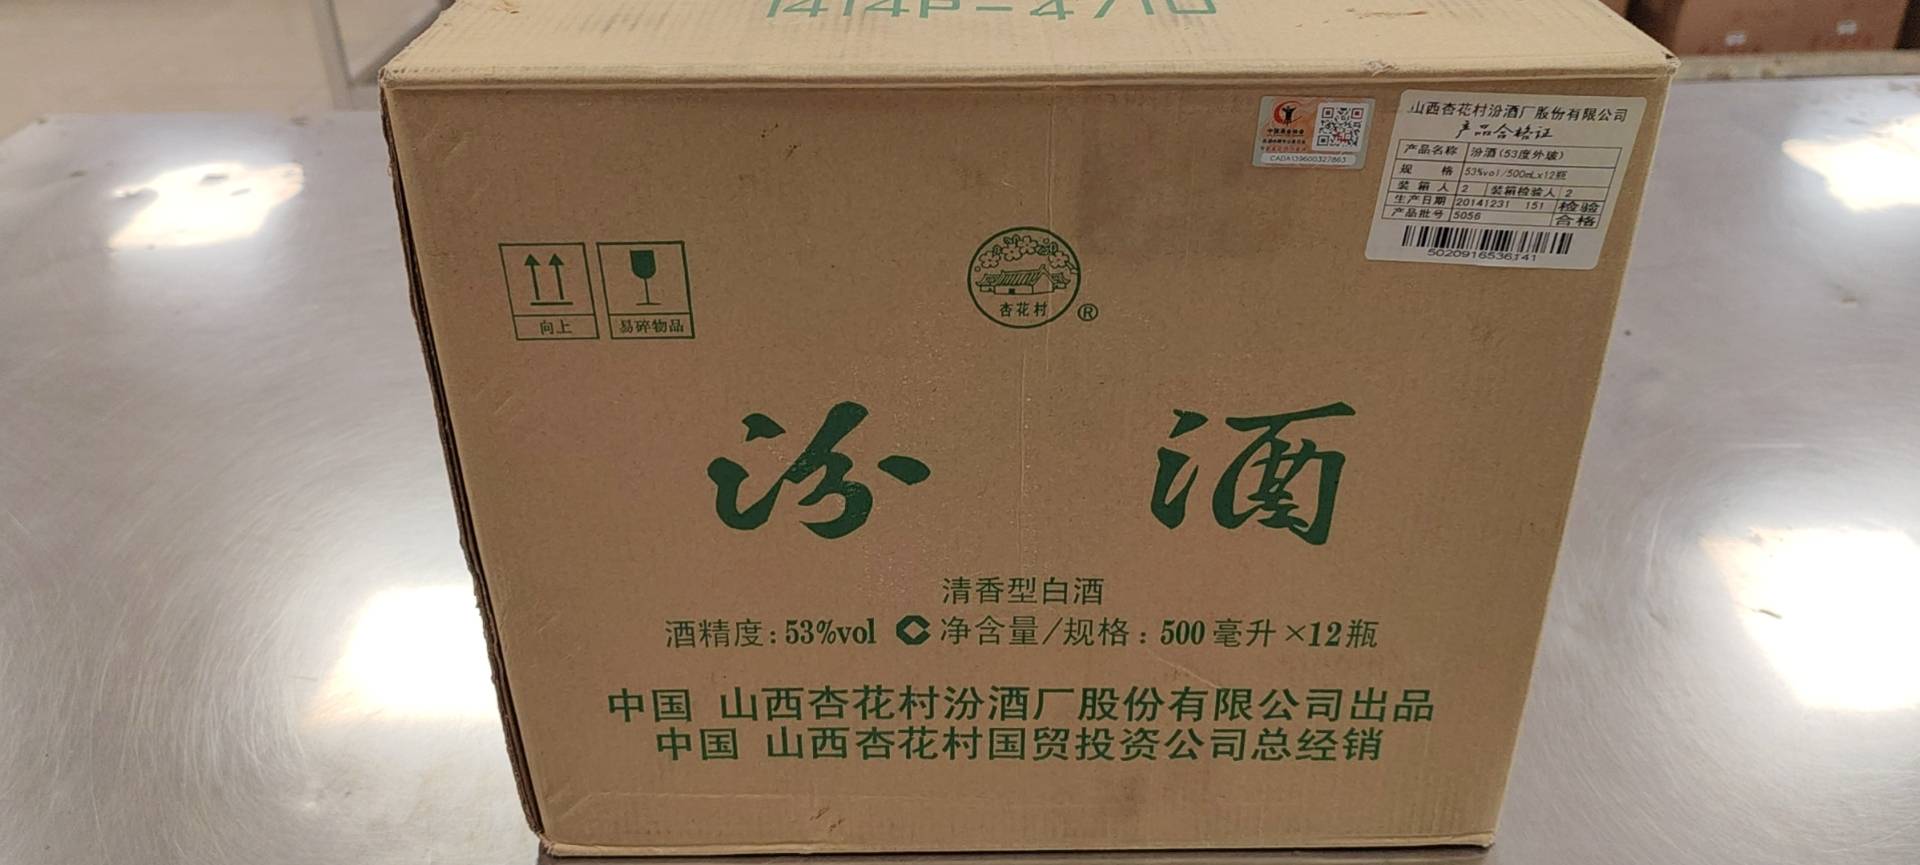 山西杏花村汾酒厂股份有限公司
产品合格证
产品名称 汾酒(53度外玻)
规格 53%vol/500mLx12瓶
装箱人 2 装箱检验人 2
生产日期 20141231 151 检验
产品批号 5056 合格
5020916536141
CADA139600327863
向上
易碎物品
杏花村
®
汾酒
清香型白酒
酒精度:53%vol 净含量/规格:500毫升×12瓶
中国 山西杏花村汾酒厂股份有限公司出品
中国 山西杏花村国贸投资公司总经销